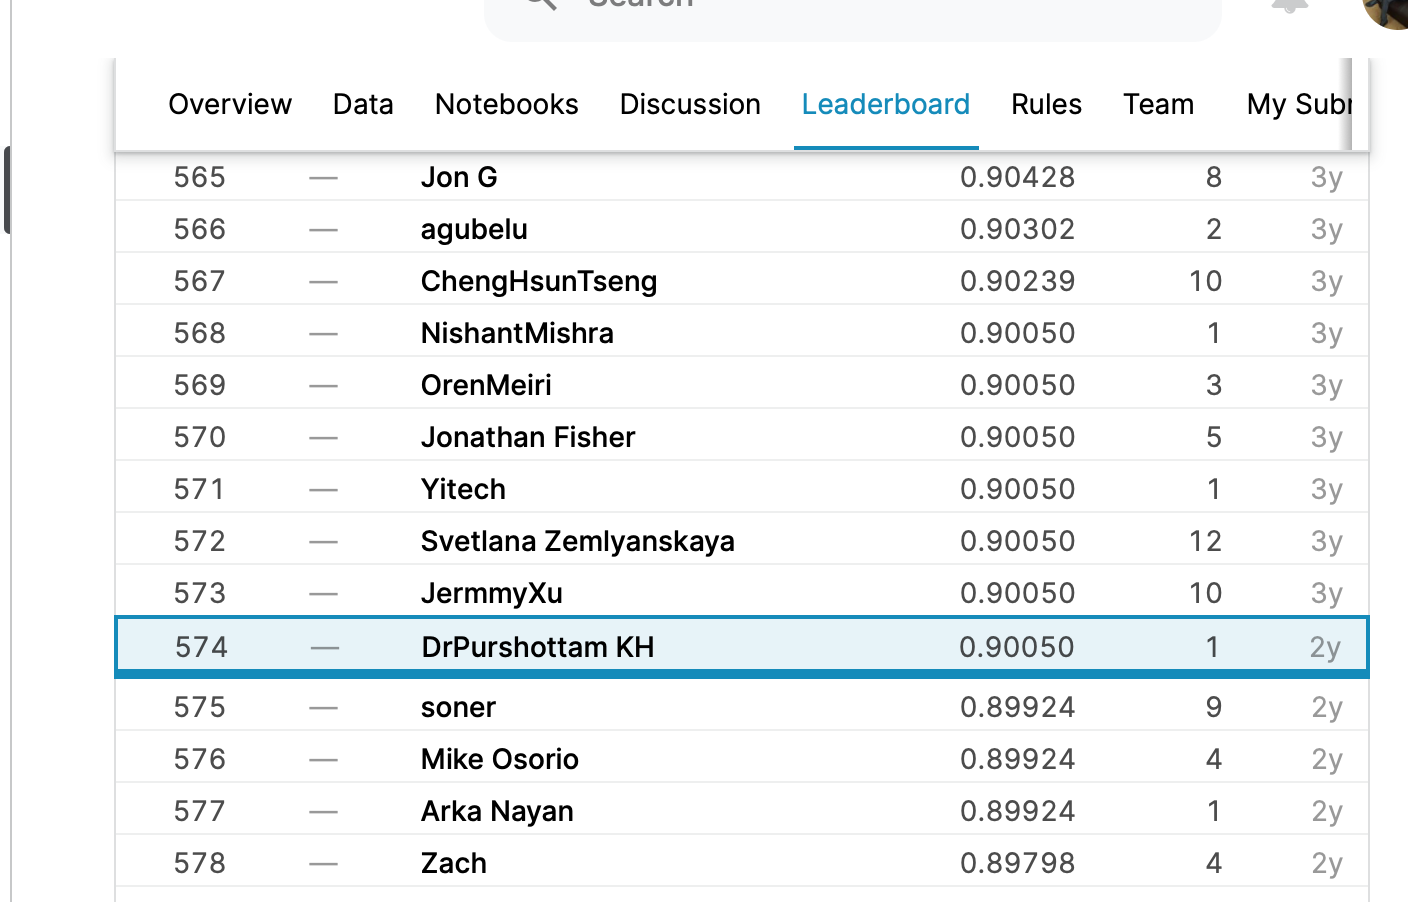 Search
Overview Data Notebooks Discussion Leaderboard Rules Team My Subm
565 — Jon G 0.90428 8 3y
566 — agubelu 0.90302 2 3y
567 — ChengHsunTseng 0.90239 10 3y
568 — NishantMishra 0.90050 1 3y
569 — OrenMeiri 0.90050 3 3y
570 — Jonathan Fisher 0.90050 5 3y
571 — Yitech 0.90050 1 3y
572 — Svetlana Zemlyanskaya 0.90050 12 3y
573 — JermmyXu 0.90050 10 3y
574 — DrPurshottam KH 0.90050 1 2y
575 — soner 0.89924 9 2y
576 — Mike Osorio 0.89924 4 2y
577 — Arka Nayan 0.89924 1 2y
578 — Zach 0.89798 4 2y